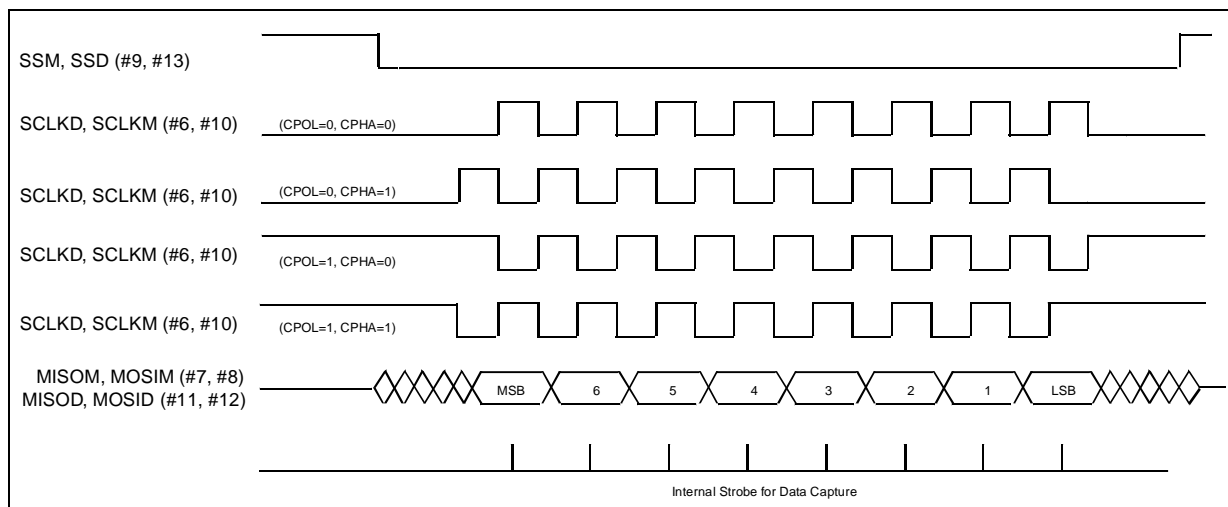 SSM, SSD (#9, #13)
SCLKD, SCLKM (#6, #10) (CPOL=0, CPHA=0)
SCLKD, SCLKM (#6, #10) (CPOL=0, CPHA=1)
SCLKD, SCLKM (#6, #10) (CPOL=1, CPHA=0)
SCLKD, SCLKM (#6, #10) (CPOL=1, CPHA=1)
MISOM, MOSIM (#7, #8)
MISOD, MOSID (#11, #12)
MSB 6 5 4 3 2 1 LSB
Internal Strobe for Data Capture